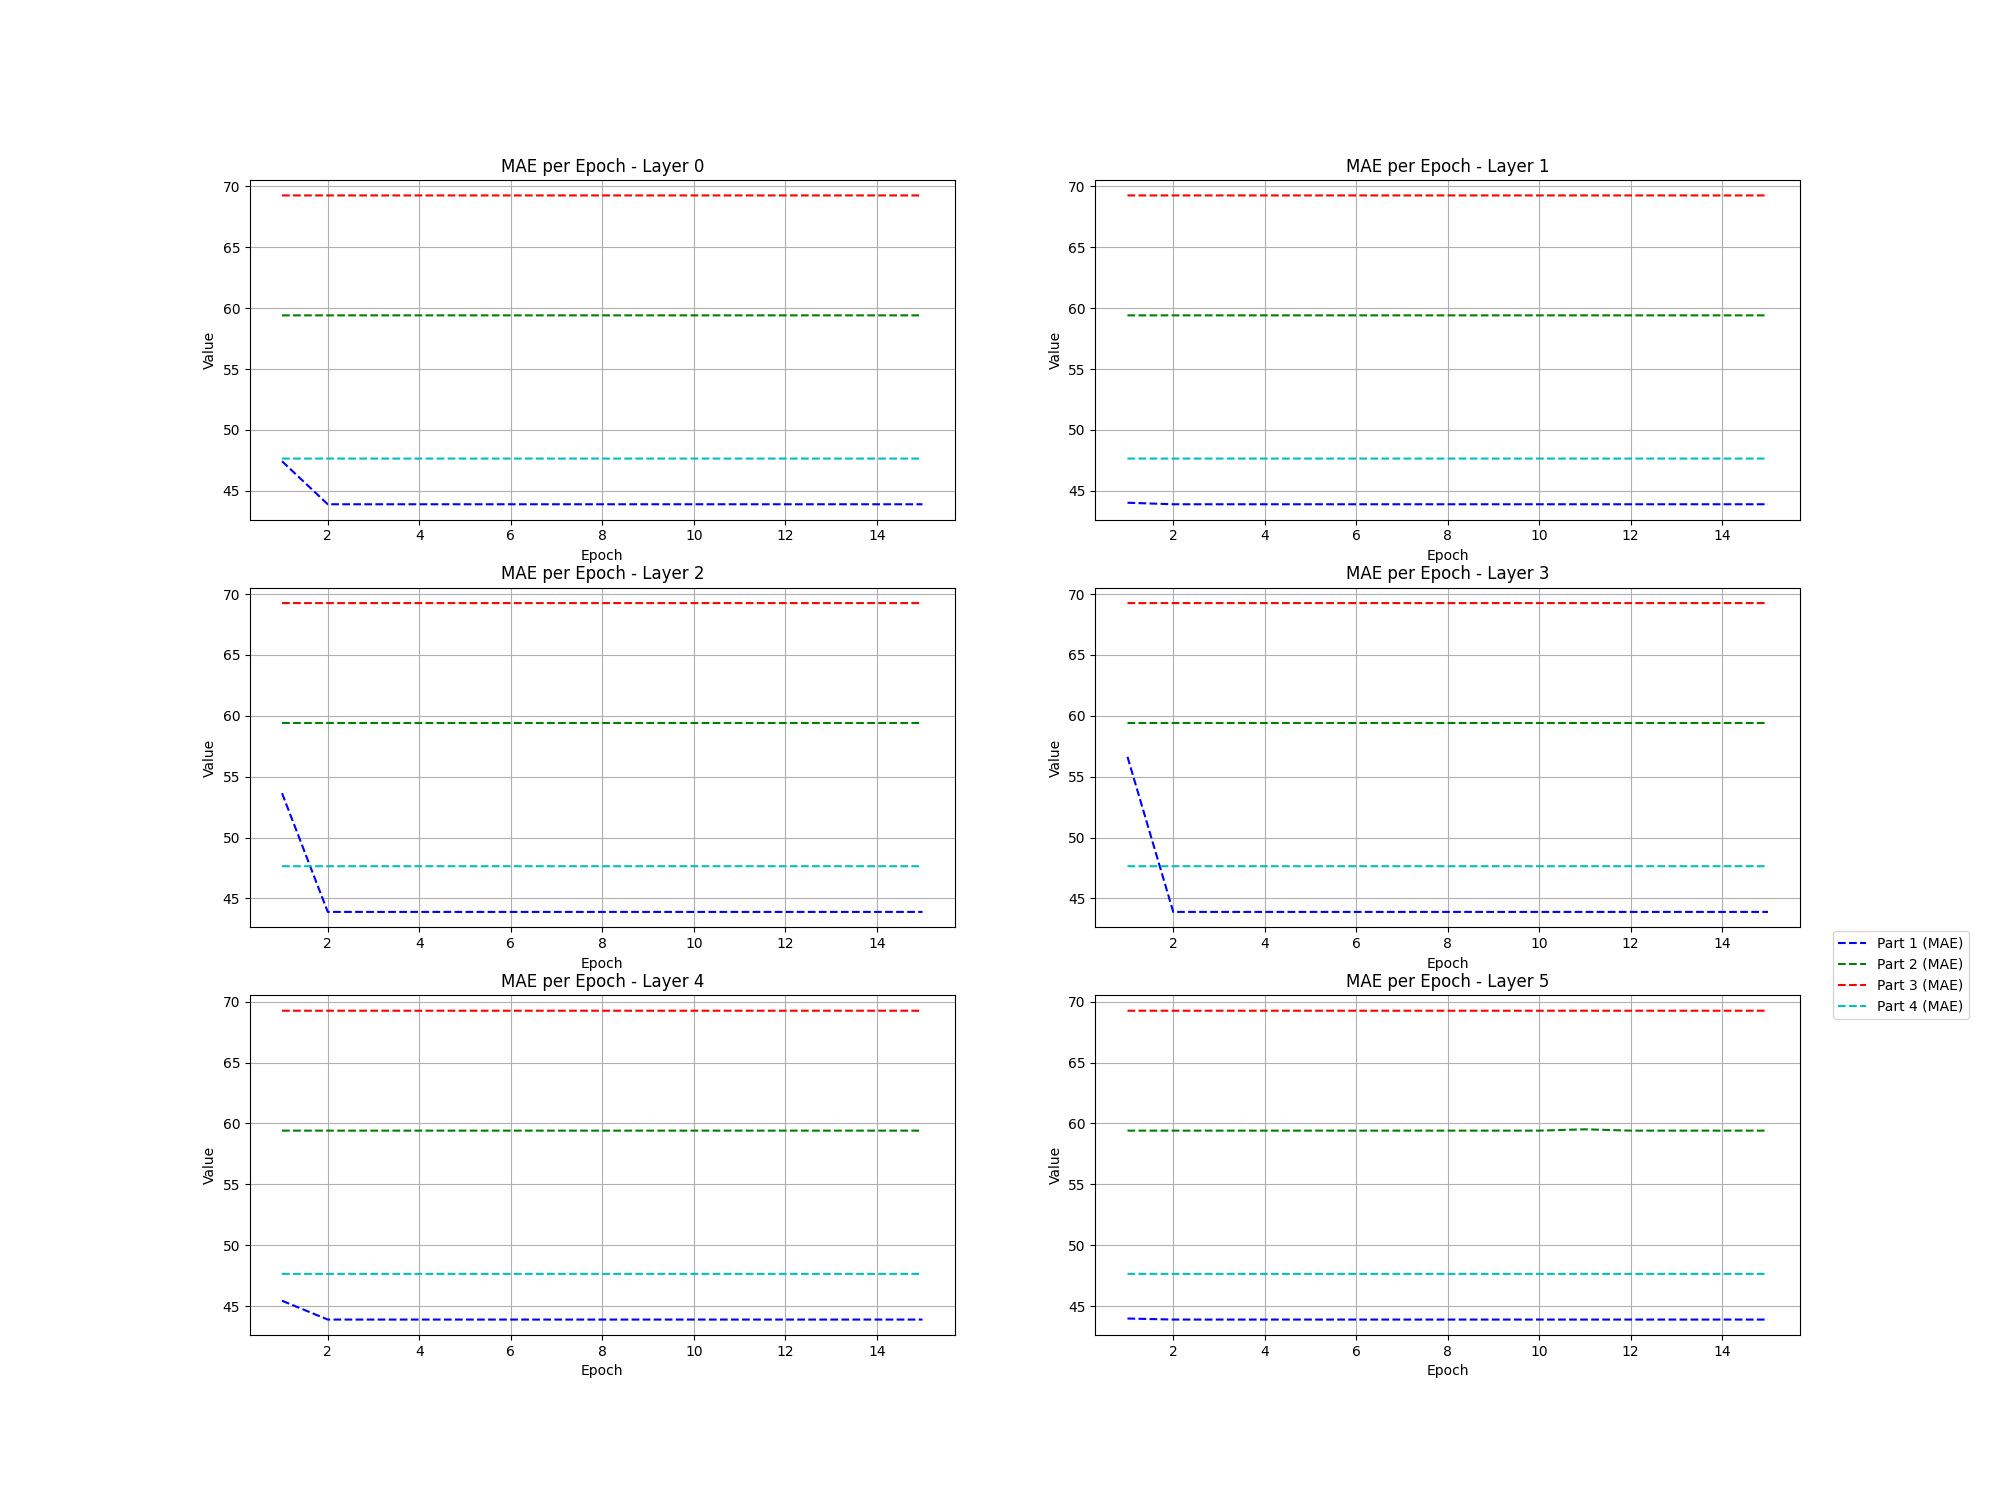 MAE per Epoch - Layer 0
70
65
60
55
50
45
Value
2 4 6 8 10 12 14
Epoch
MAE per Epoch - Layer 1
70
65
60
55
50
45
Value
2 4 6 8 10 12 14
Epoch
MAE per Epoch - Layer 2
70
65
60
55
50
45
Value
2 4 6 8 10 12 14
Epoch
MAE per Epoch - Layer 3
70
65
60
55
50
45
Value
2 4 6 8 10 12 14
Epoch
MAE per Epoch - Layer 4
70
65
60
55
50
45
Value
2 4 6 8 10 12 14
Epoch
MAE per Epoch - Layer 5
70
65
60
55
50
45
Value
2 4 6 8 10 12 14
Epoch
Part 1 (MAE)
Part 2 (MAE)
Part 3 (MAE)
Part 4 (MAE)